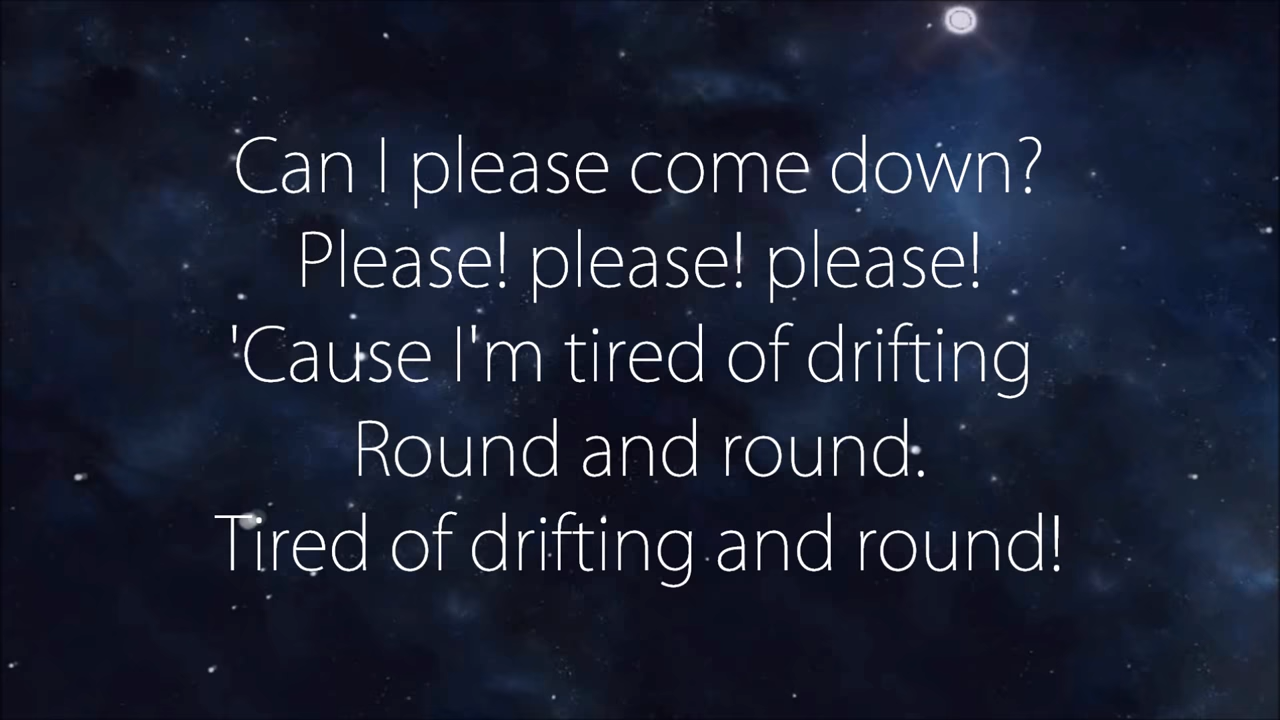 Can I please come down?
Please! please! please!
'Cause I'm tired of drifting
Round and round.
Tired of drifting and round!